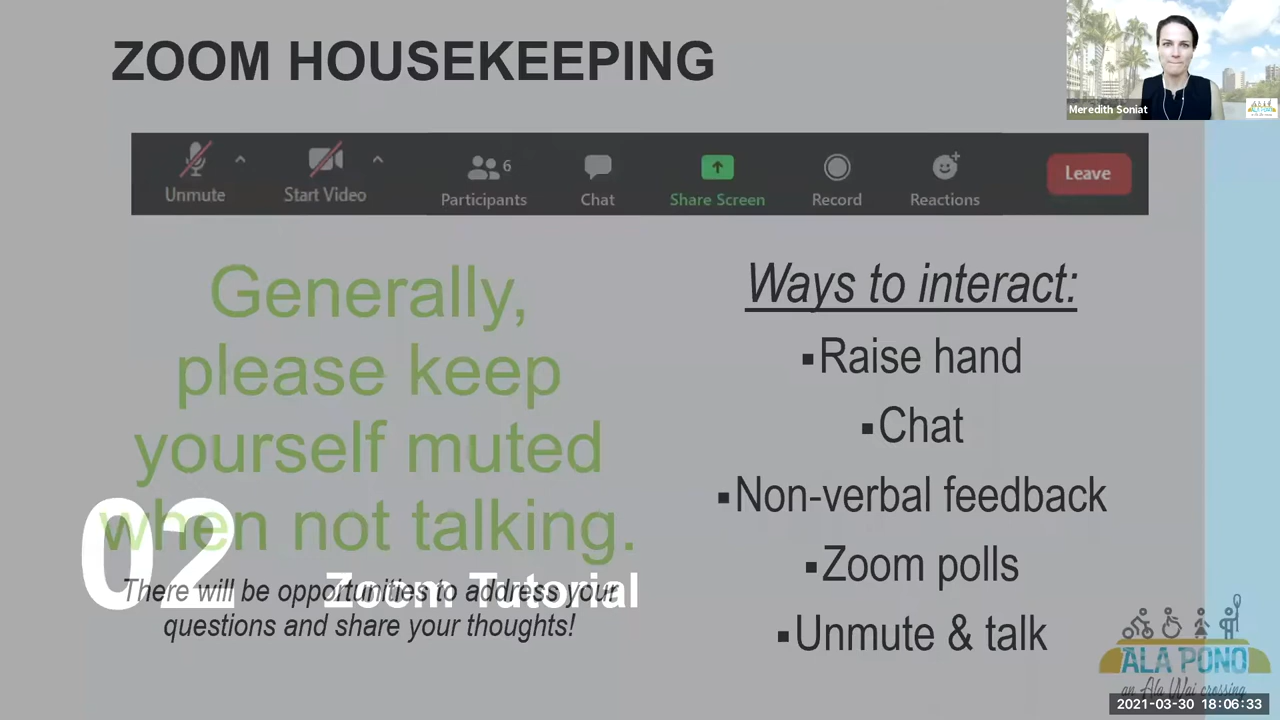 ZOOM HOUSEKEEPING
Meredith Soniat
Unmute
Start Video
6
Participants
Chat
Share Screen
Record
Reactions
Leave
Generally,
please keep
yourself muted
when not talking.
There will be opportunities to address your
questions and share your thoughts!
02
Zoom Tutorial
Ways to interact:
▪Raise hand
▪Chat
▪Non-verbal feedback
▪Zoom polls
▪Unmute & talk
ALA PONO
an Ala Wai crossing
2021-03-30 18:06:33